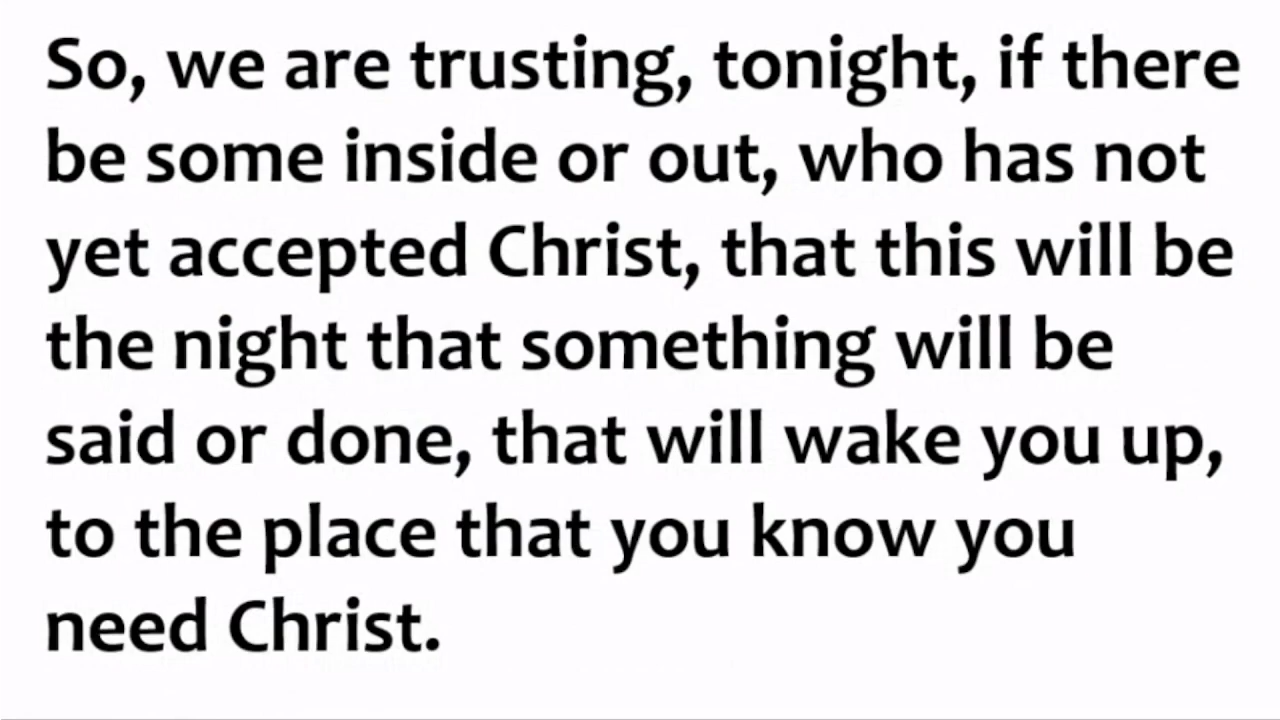 So, we are trusting, tonight, if there
be some inside or out, who has not
yet accepted Christ, that this will be
the night that something will be
said or done, that will wake you up,
to the place that you know you
need Christ.